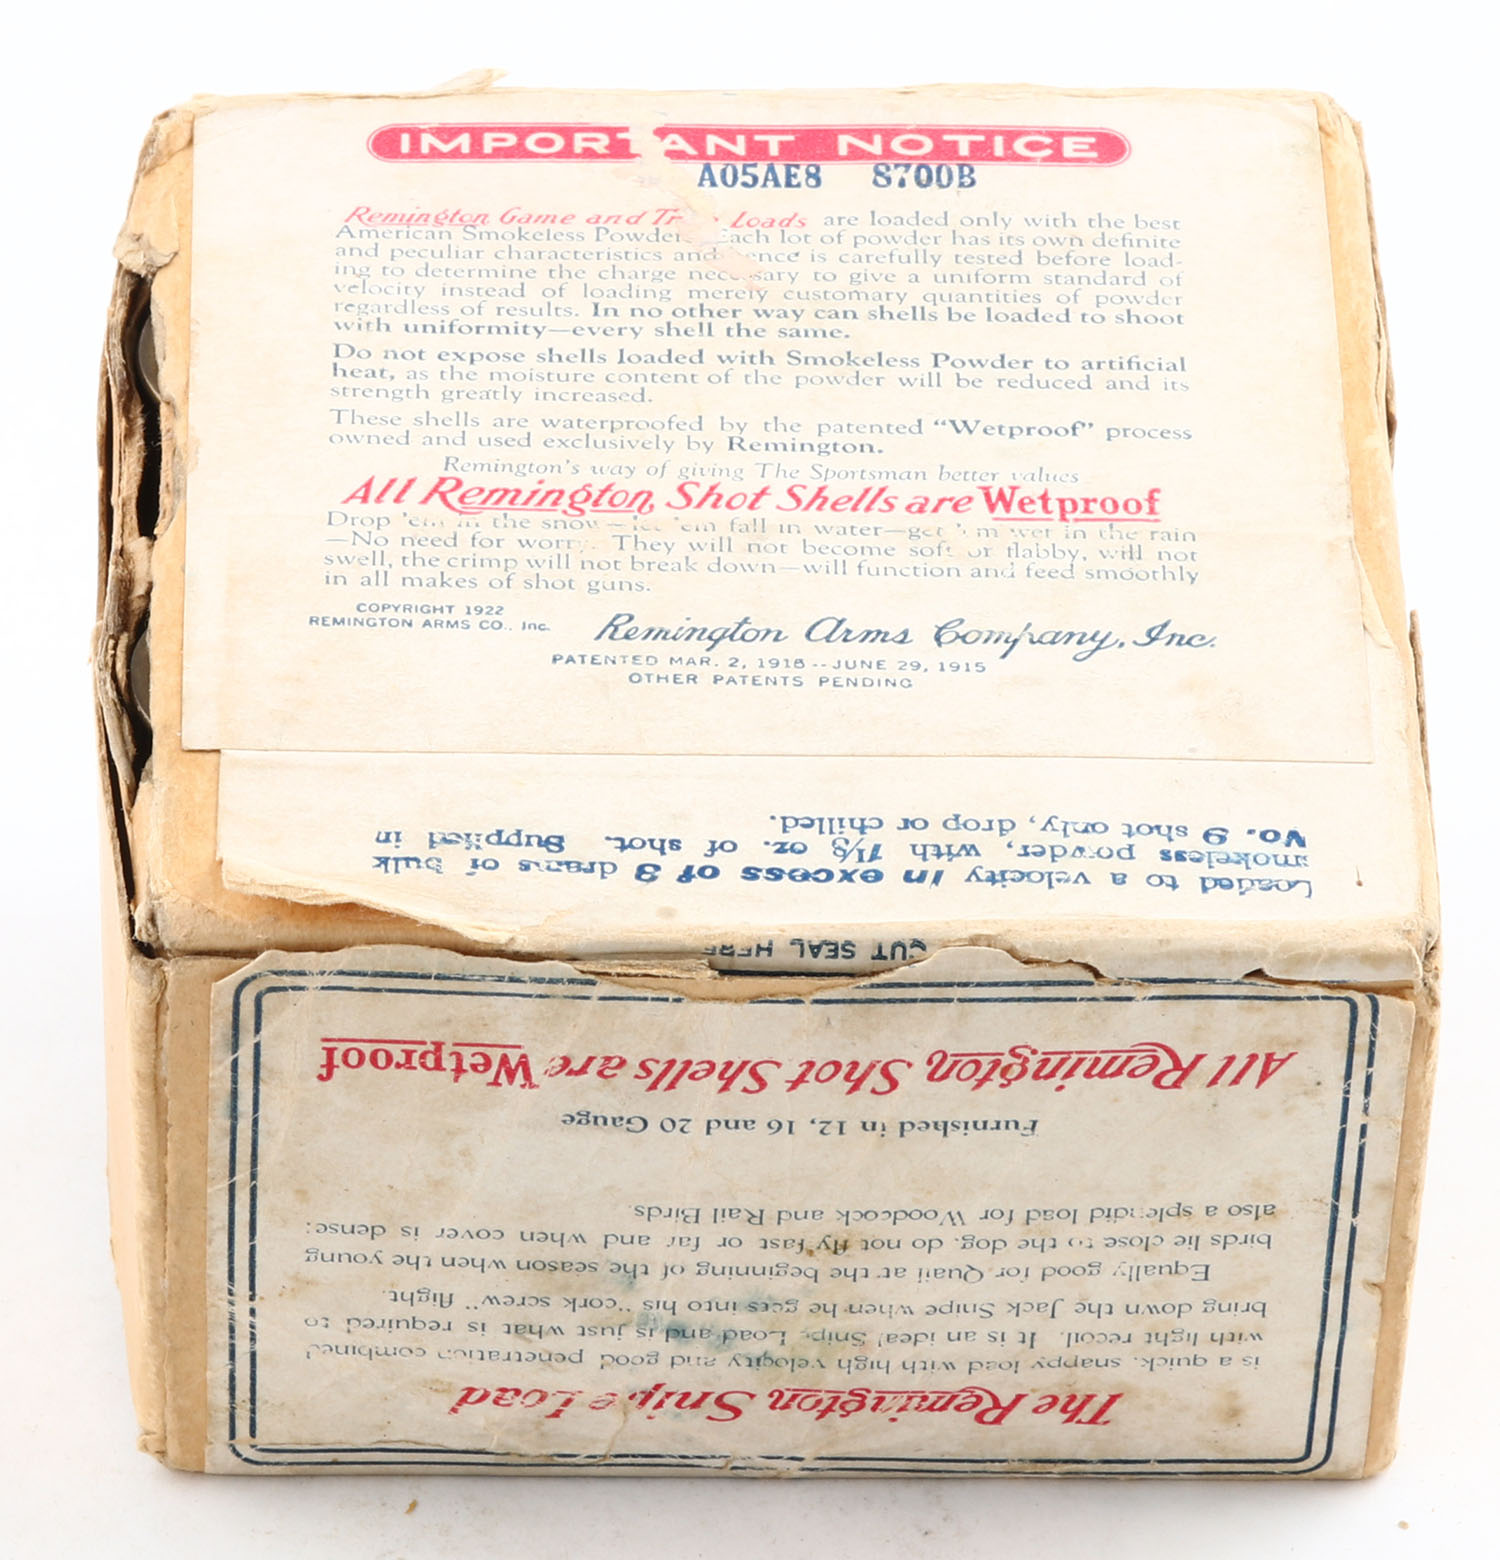 IMPORTANT NOTICE
A05AE8 8700B
Remington Game and Loads are loaded only with the best
American Smokeless Powder. Each lot of powder has its own definite
and peculiar characteristics and hence is carefully tested before load-
ing to determine the charge necessary to give a uniform standard of
velocity instead of loading merely customary quantities of powder
regardless of results. In no other way can shells be loaded to shoot
with uniformity—every shell the same.
Do not expose shells loaded with Smokeless Powder to artificial
heat, as the moisture content of the powder will be reduced and its
strength greatly increased.
These shells are waterproofed by the patented "Wetproof" process
owned and used exclusively by Remington.
Remington's way of giving The Sportsman better values
All Remington Shot Shells are Wetproof
Drop 'em in the snow—let 'em fall in water—get 'em wet in the rain
—No need for worry. They will not become soft or flabby, will not
swell, the crimp will not break down—will function and feed smoothly
in all makes of shot guns.
COPYRIGHT 1922
REMINGTON ARMS CO., Inc.
Remington Arms Company, Inc.
PATENTED MAR. 2, 1915--JUNE 29, 1915
OTHER PATENTS PENDING
Loaded to a velocity in excess of 3 drams of bulk
smokeless powder, with 1⅛ oz. of shot. Supplied in
No. 9 shot only, drop or chilled.
CUT SEAL HERE
The Remington Snipe Load
is a quick, snappy load with high velocity and good penetration combined
with light recoil. It is an ideal Snipe Load and is just what is required to
bring down the Jack Snipe when he gets into his "cork screw" flight.
Equally good for Quail at the beginning of the season when the young
birds lie close to the dog, do not fly fast or far and when cover is dense;
also a splendid load for Woodcock and Rail Birds.
Furnished in 12, 16 and 20 Gauge
All Remington Shot Shells are Wetproof